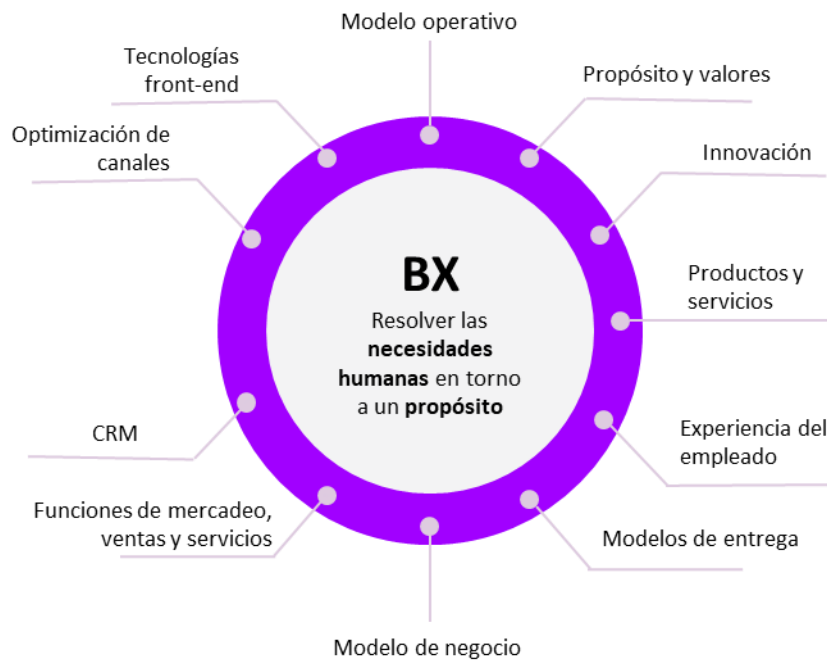 Modelo operativo
Tecnologías
front-end
Propósito y valores
Optimización de
canales
Innovación
BX
Resolver las
necesidades
humanas en torno
a un propósito
Productos y
servicios
CRM
Experiencia del
empleado
Funciones de mercadeo,
ventas y servicios
Modelos de entrega
Modelo de negocio